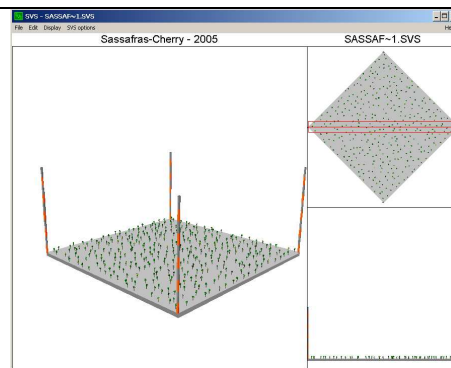 SVS - SASSAF~1.SVS
File Edit Display SVS options
Sassafras-Cherry - 2005
SASSAF~1.SVS